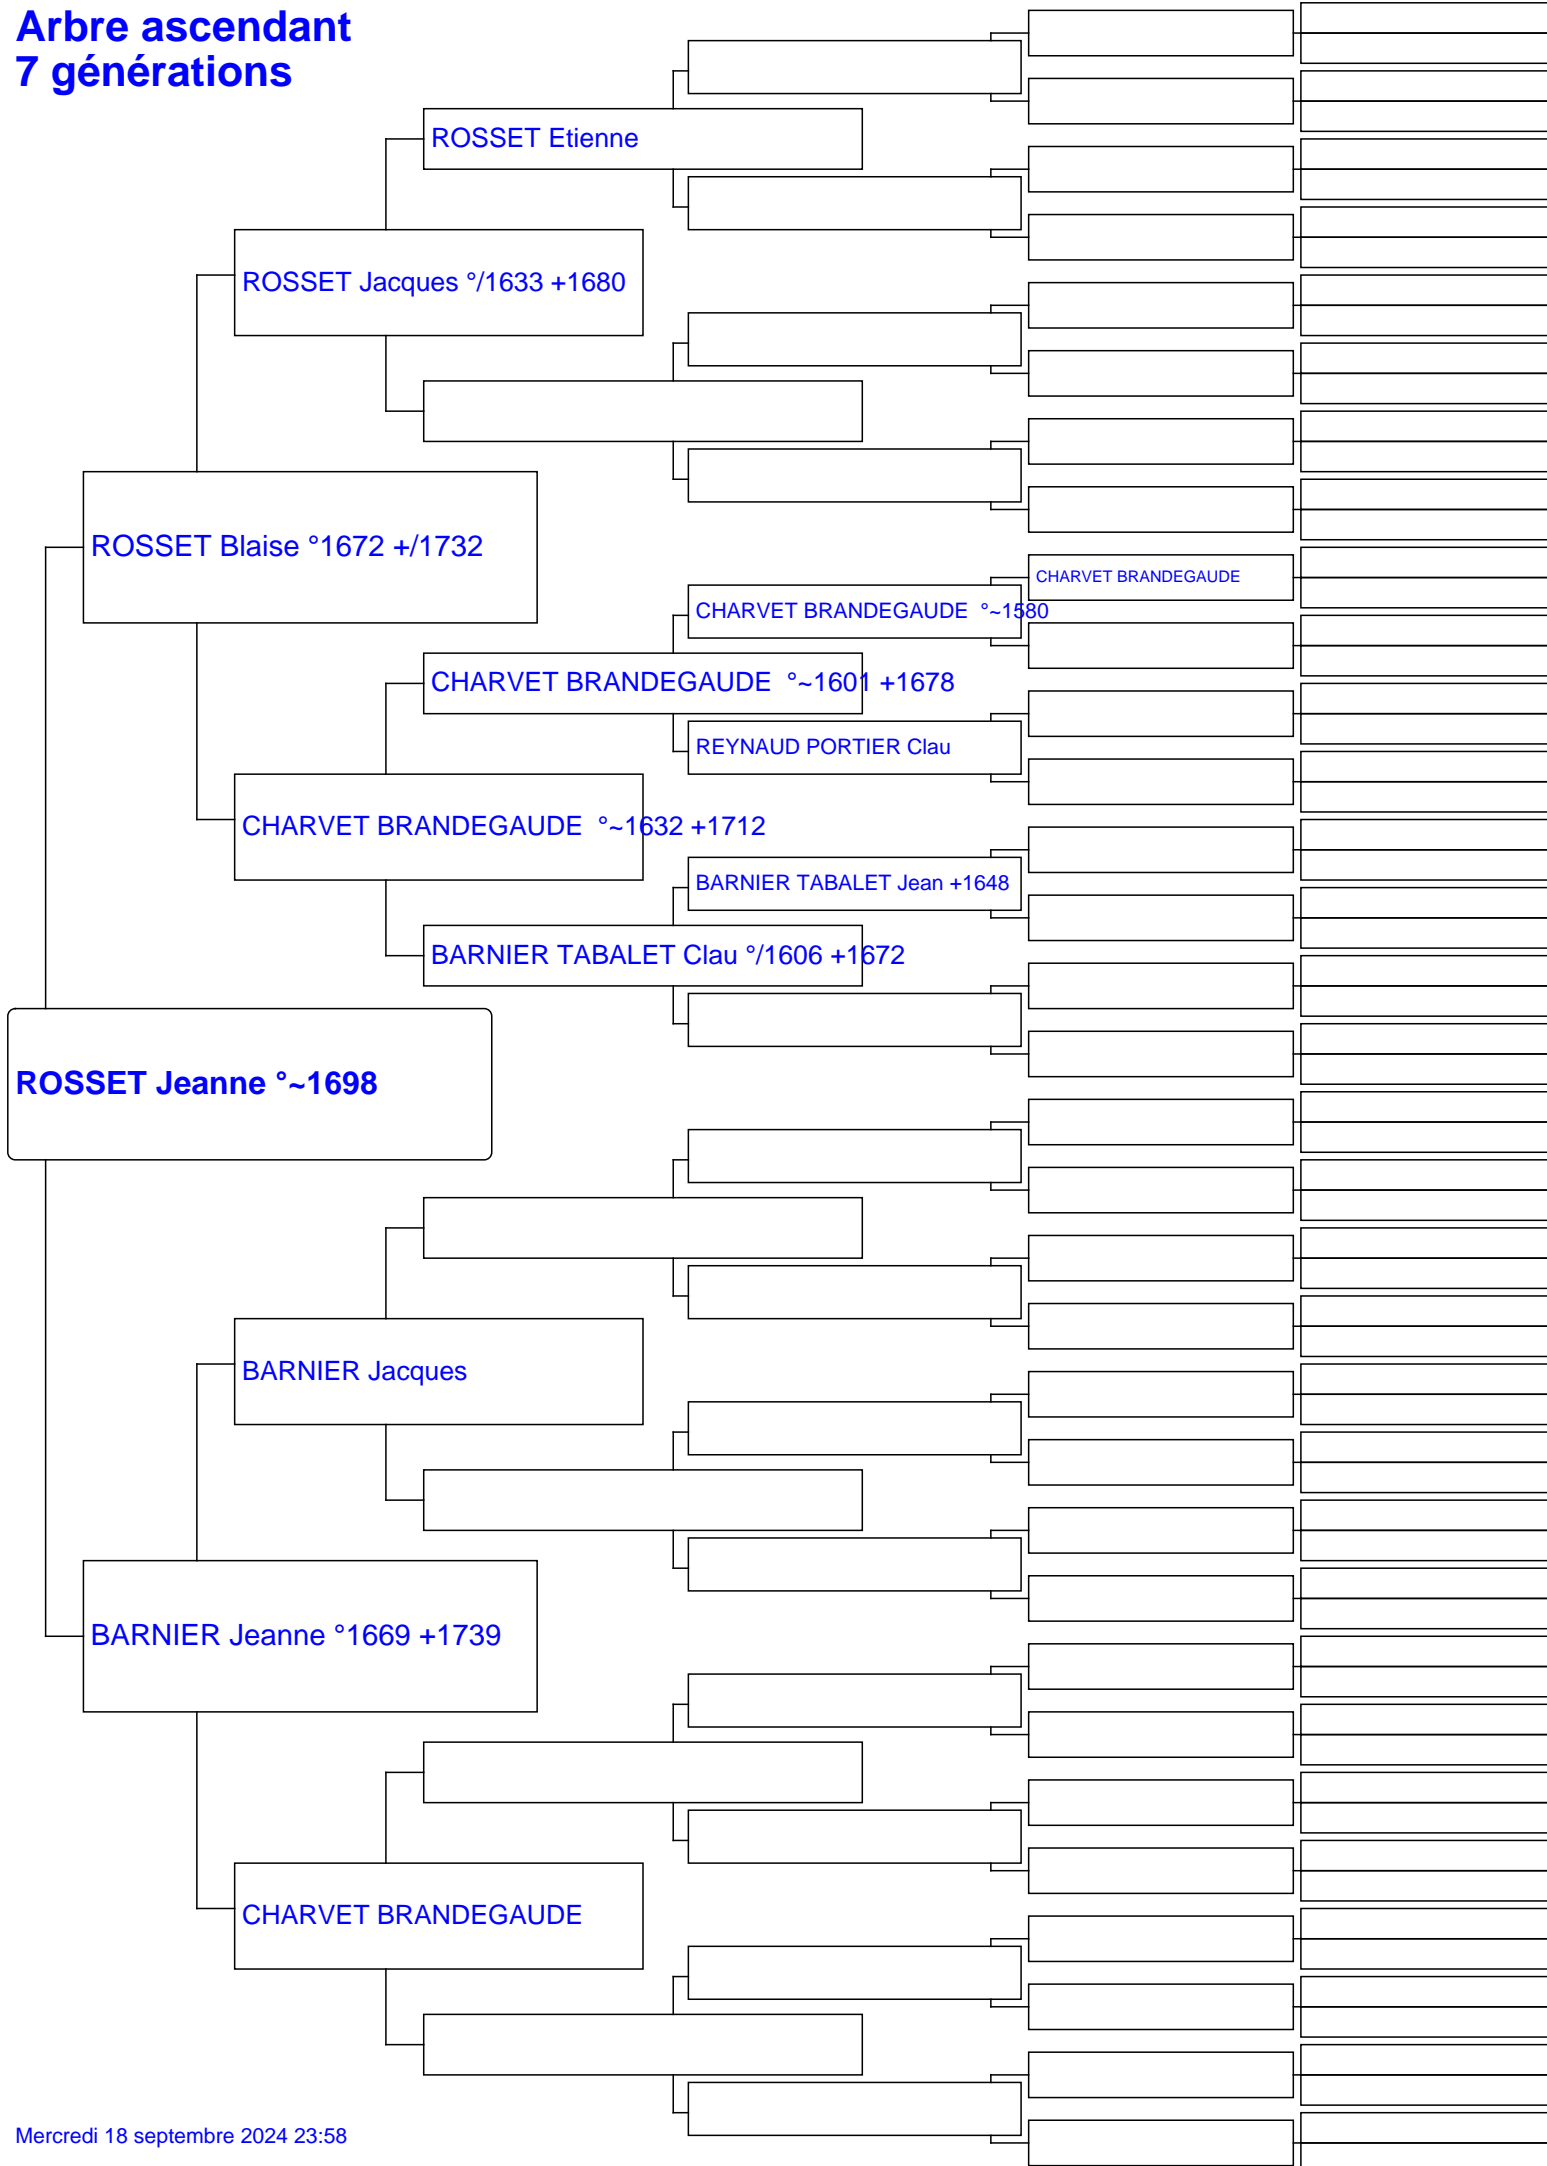 Arbre ascendant
7 générations
ROSSET Etienne
ROSSET Jacques °/1633 +1680
ROSSET Blaise °1672 +/1732
CHARVET BRANDEGAUDE
CHARVET BRANDEGAUDE  °~1580
CHARVET BRANDEGAUDE  °~1601 +1678
REYNAUD PORTIER Clau
CHARVET BRANDEGAUDE  °~1632 +1712
BARNIER TABALET Jean +1648
BARNIER TABALET Clau °/1606 +1672
ROSSET Jeanne °~1698
BARNIER Jacques
BARNIER Jeanne °1669 +1739
CHARVET BRANDEGAUDE
Mercredi 18 septembre 2024 23:58